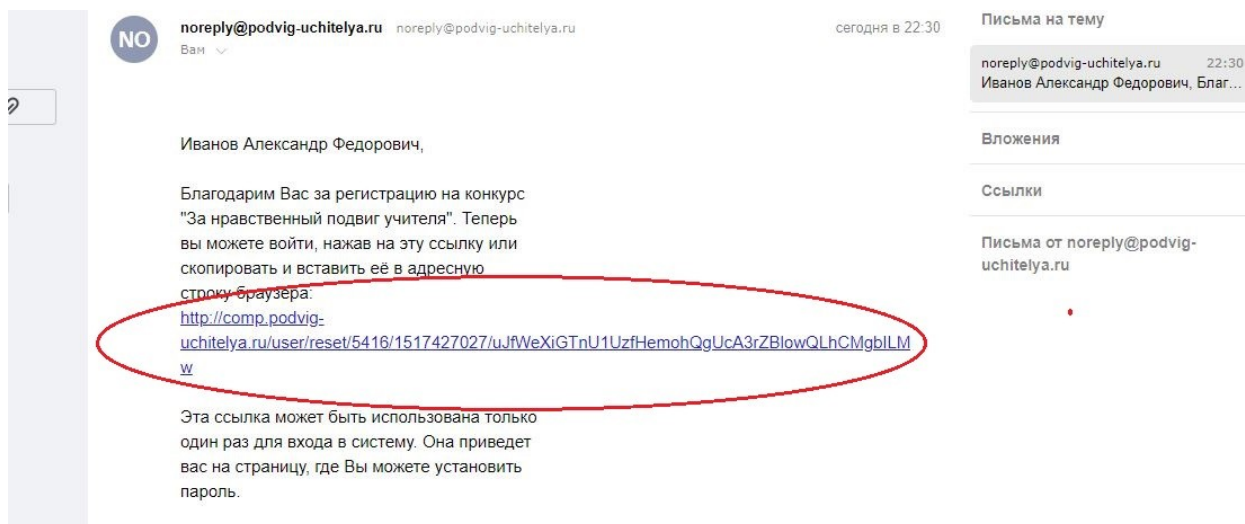 NO
noreply@podvig-uchitelya.ru noreply@podvig-uchitelya.ru сегодня в 22:30
Вам
Иванов Александр Федорович,
Благодарим Вас за регистрацию на конкурс
"За нравственный подвиг учителя". Теперь
вы можете войти, нажав на эту ссылку или
скопировать и вставить её в адресную
строку браузера:
http://comp.podvig-
uchitelya.ru/user/reset/5416/1517427027/uJfWeXiGTnU1UzfHemohQgUcA3rZBlowQLhCMgbILM
w
Эта ссылка может быть использована только
один раз для входа в систему. Она приведет
вас на страницу, где Вы можете установить
пароль.
Письма на тему
noreply@podvig-uchitelya.ru 22:30
Иванов Александр Федорович, Благ...
Вложения
Ссылки
Письма от noreply@podvig-
uchitelya.ru